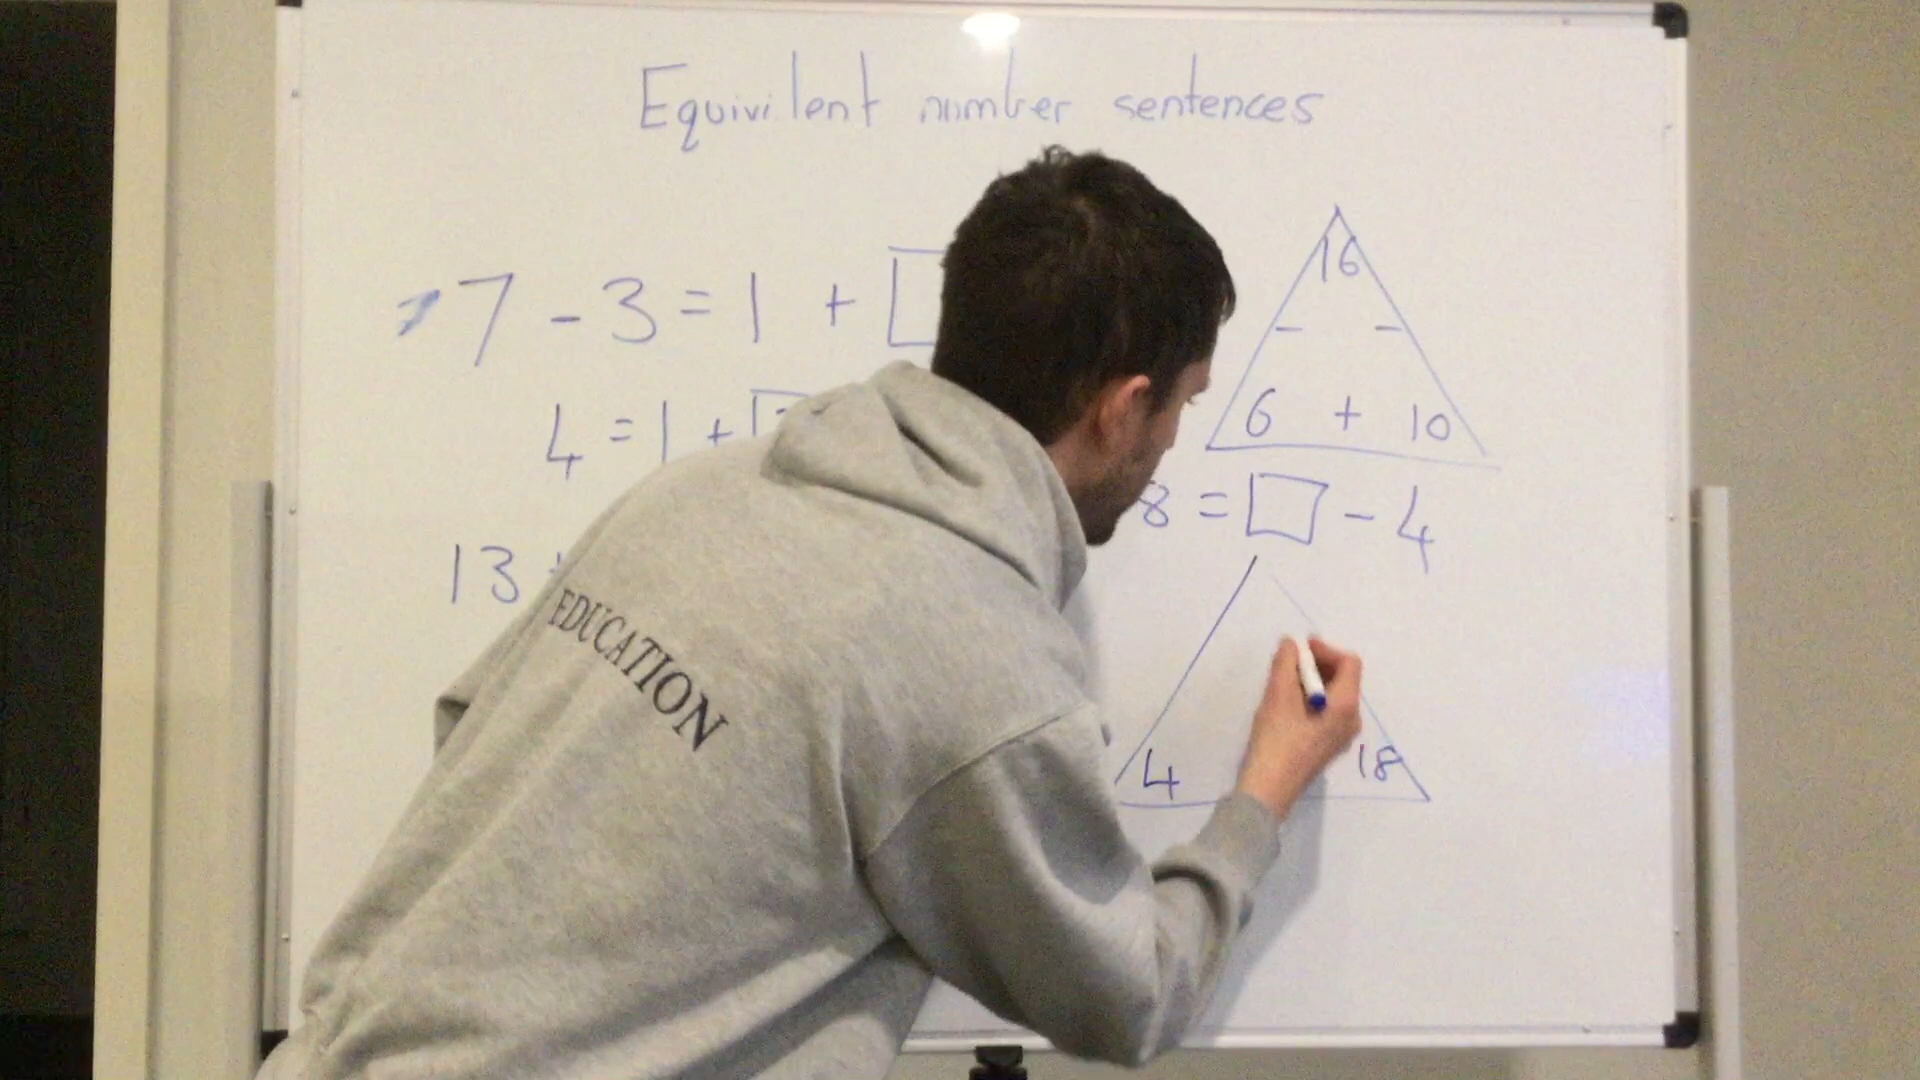 Equivilent number sentences
7 - 3 = 1 +
4 = 1 +
13
16
- -
6 + 10
8 = □ - 4
4 18
EDUCATION